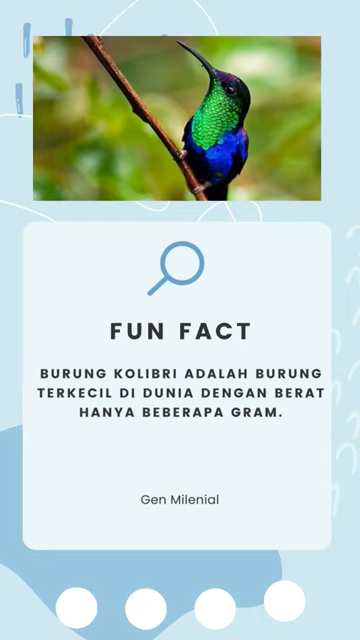 FUN FACT
BURUNG KOLIBRI ADALAH BURUNG
TERKECIL DI DUNIA DENGAN BERAT
HANYA BEBERAPA GRAM.
Gen Milenial